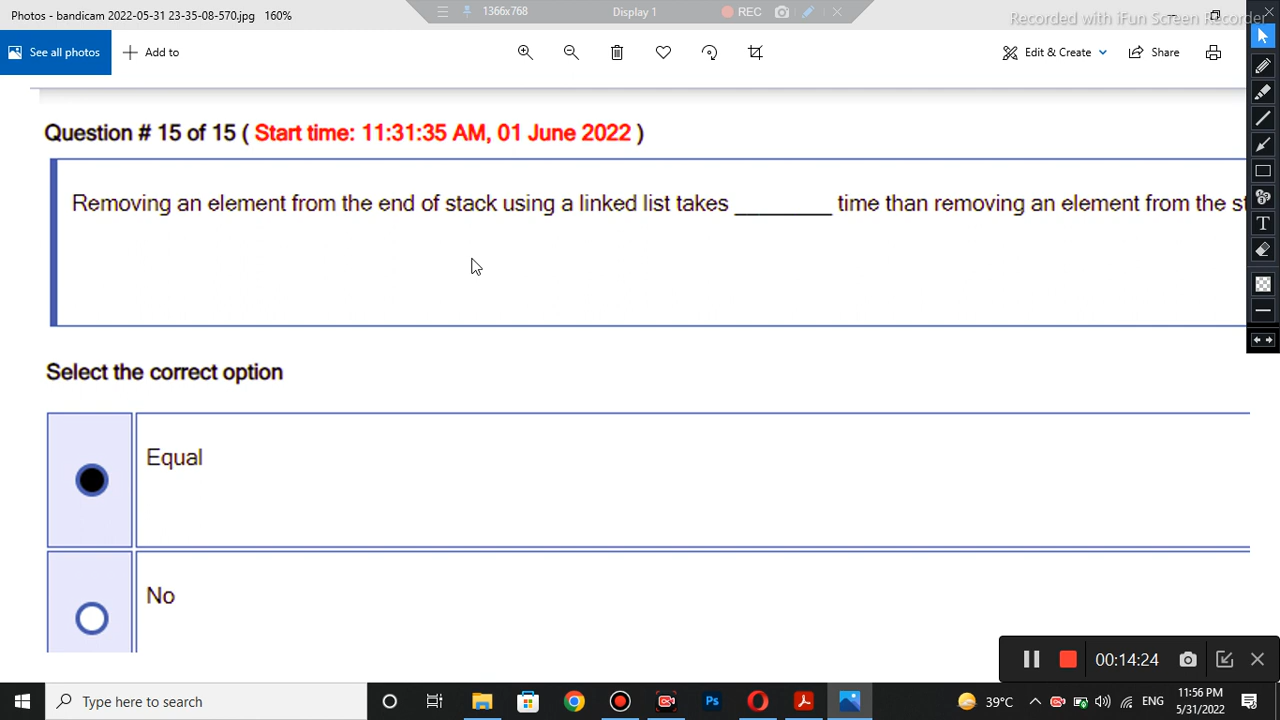 Photos - bandicam 2022-05-31 23-35-08-570.jpg 160%
1366x768
Display 1
REC
Recorded with iFun Screen Recorder
See all photos
Add to
Edit & Create
Share
Question # 15 of 15 ( Start time: 11:31:35 AM, 01 June 2022 )
Removing an element from the end of stack using a linked list takes ________ time than removing an element from the st
Select the correct option
Equal
No
00:14:24
Type here to search
Ps
39°C
ENG
11:56 PM
5/31/2022